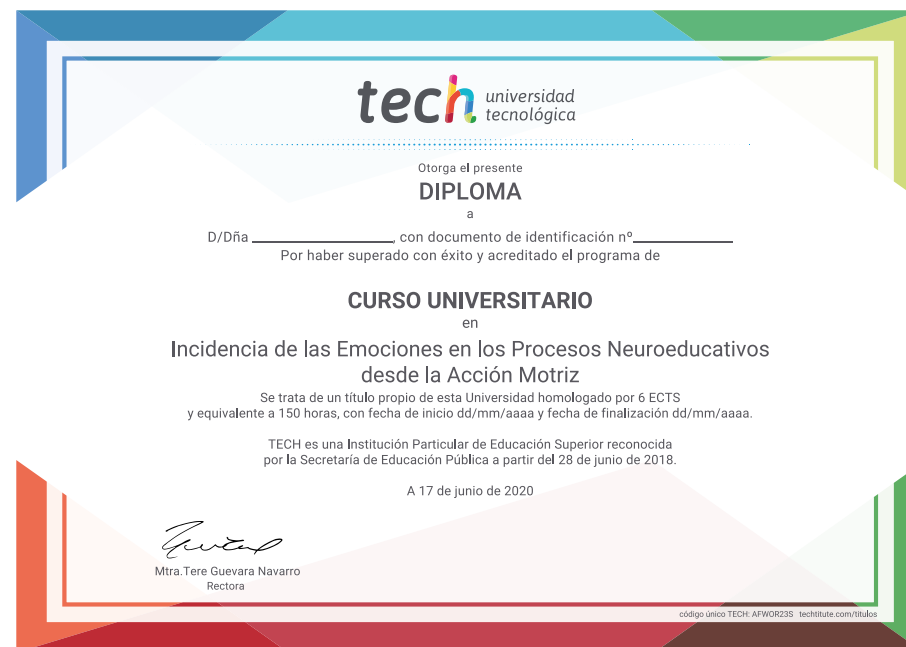 tech universidad
tecnológica
Otorga el presente
DIPLOMA
a
D/Dña ____________________, con documento de identificación nº______________
Por haber superado con éxito y acreditado el programa de
CURSO UNIVERSITARIO
en
Incidencia de las Emociones en los Procesos Neuroeducativos
desde la Acción Motriz
Se trata de un título propio de esta Universidad homologado por 6 ECTS
y equivalente a 150 horas, con fecha de inicio dd/mm/aaaa y fecha de finalización dd/mm/aaaa.
TECH es una Institución Particular de Educación Superior reconocida
por la Secretaría de Educación Pública a partir del 28 de junio de 2018.
A 17 de junio de 2020
Mtra.Tere Guevara Navarro
Rectora
código único TECH: AFWOR23S techtitute.com/titulos